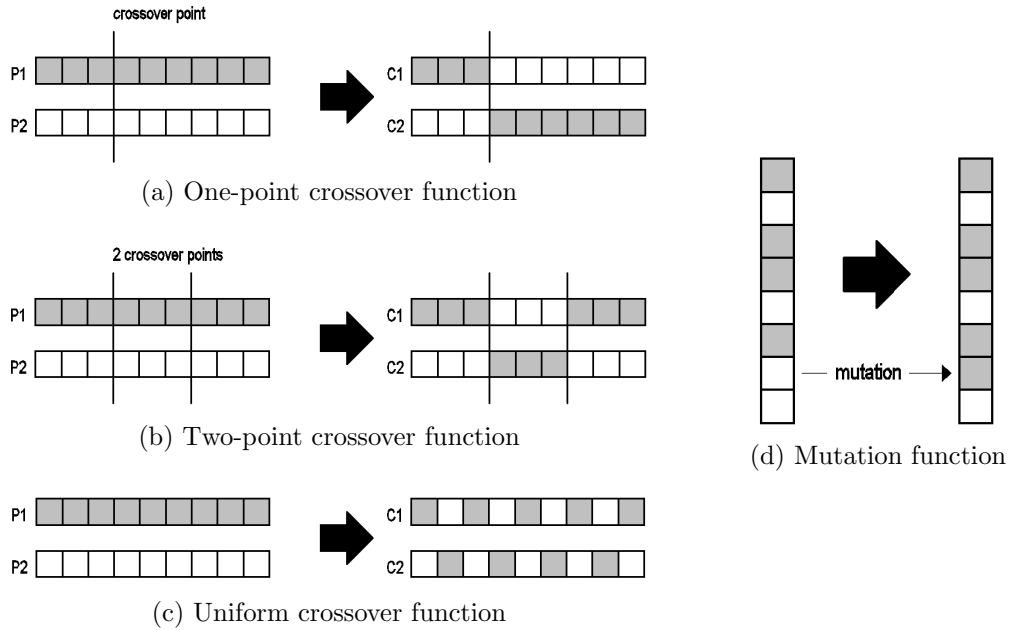 crossover point
P1
C1
P2
C2
(a) One-point crossover function
2 crossover points
P1
C1
P2
C2
(b) Two-point crossover function
P1
C1
P2
C2
(c) Uniform crossover function
mutation
(d) Mutation function